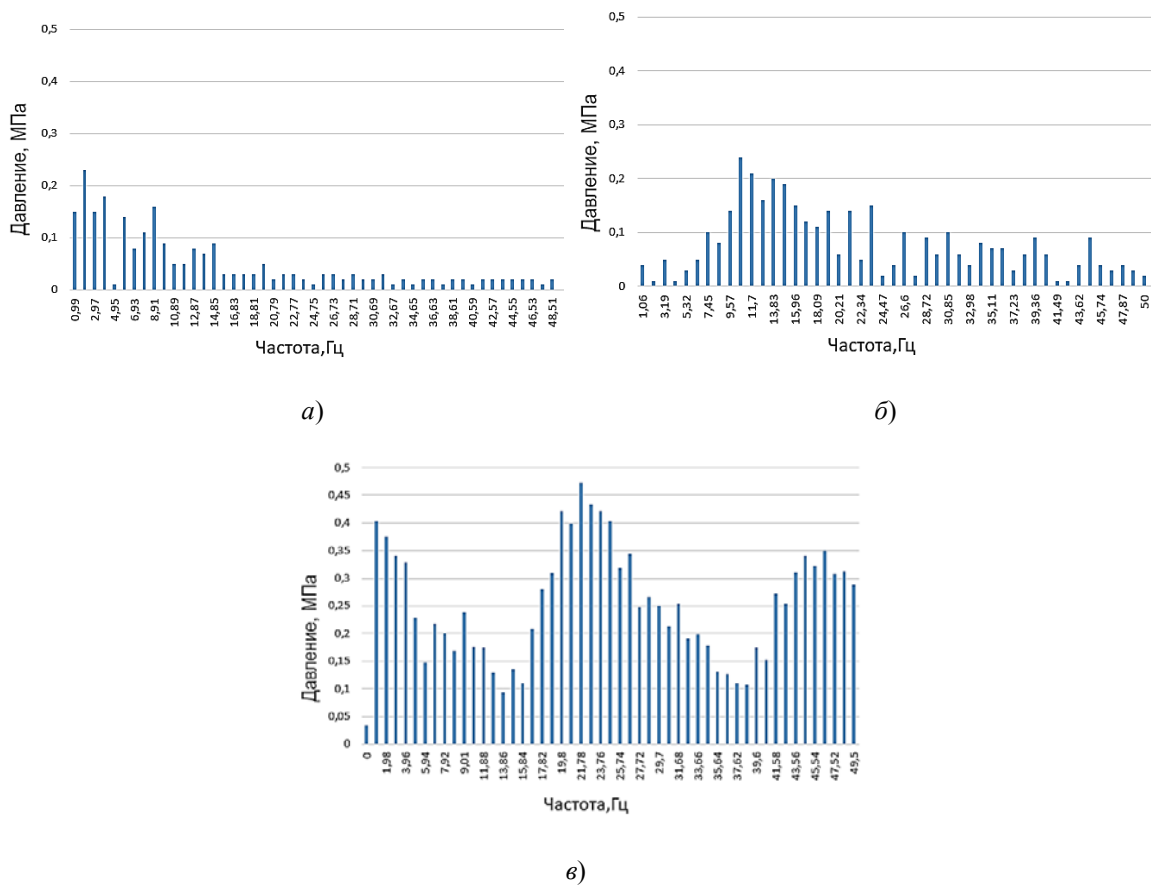 0,5
0,4
0,3
0,2
0,1
0
Давление, МПа
0,99 2,97 4,95 6,93 8,91 10,89 12,87 14,85 16,83 18,81 20,79 22,77 24,75 26,73 28,71 30,69 32,67 34,65 36,63 38,61 40,59 42,57 44,55 46,53 48,51
Частота,Гц
а)
0,5
0,4
0,3
0,2
0,1
0
Давление, МПа
1,06 3,19 5,32 7,45 9,57 11,7 13,83 15,96 18,09 20,21 22,34 24,47 26,6 28,72 30,85 32,98 35,11 37,23 39,36 41,49 43,62 45,74 47,87 50
Частота,Гц
б)
0,5
0,45
0,4
0,35
0,3
0,25
0,2
0,15
0,1
0,05
0
Давление, МПа
0 1,98 3,96 5,94 7,92 9,01 11,88 13,86 15,84 17,82 19,8 21,78 23,76 25,74 27,72 29,7 31,68 33,66 35,64 37,62 39,6 41,58 43,56 45,54 47,52 49,5
Частота,Гц
в)